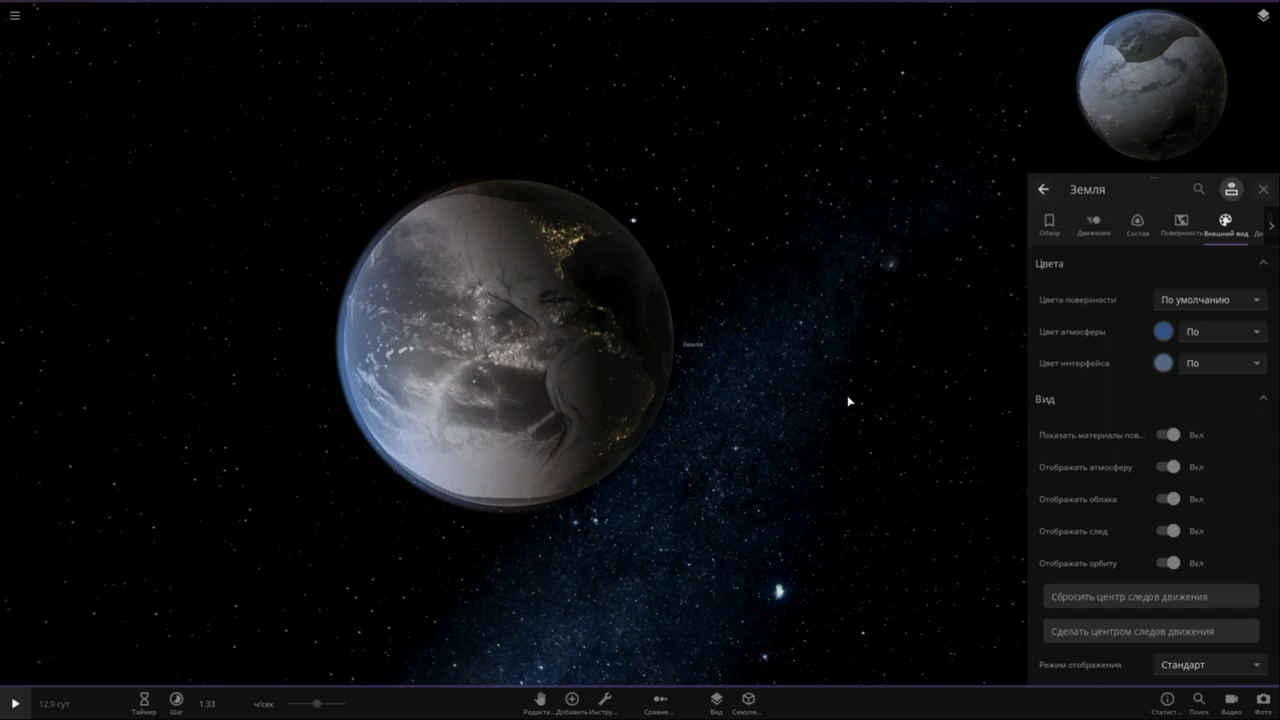 Земля
Обзор
Движение
Состав
Поверхность
Внешний вид
Цвета
Цвета поверхности
По умолчанию
Цвет атмосферы
По
Цвет интерфейса
По
Земля
Вид
Показать материалы пов...
Вкл
Отображать атмосферу
Вкл
Отображать облака
Вкл
Отображать след
Вкл
Отображать орбиту
Вкл
Сбросить центр следов движения
Сделать центром следов движения
Режим отображения
Стандарт
12.9 сут
Таймер
Шаг
1.33
ч/сек
Редакти...
Добавить
Инстру...
Сравне...
Вид
Симуля...
Статист...
Поиск
Видео
Фото